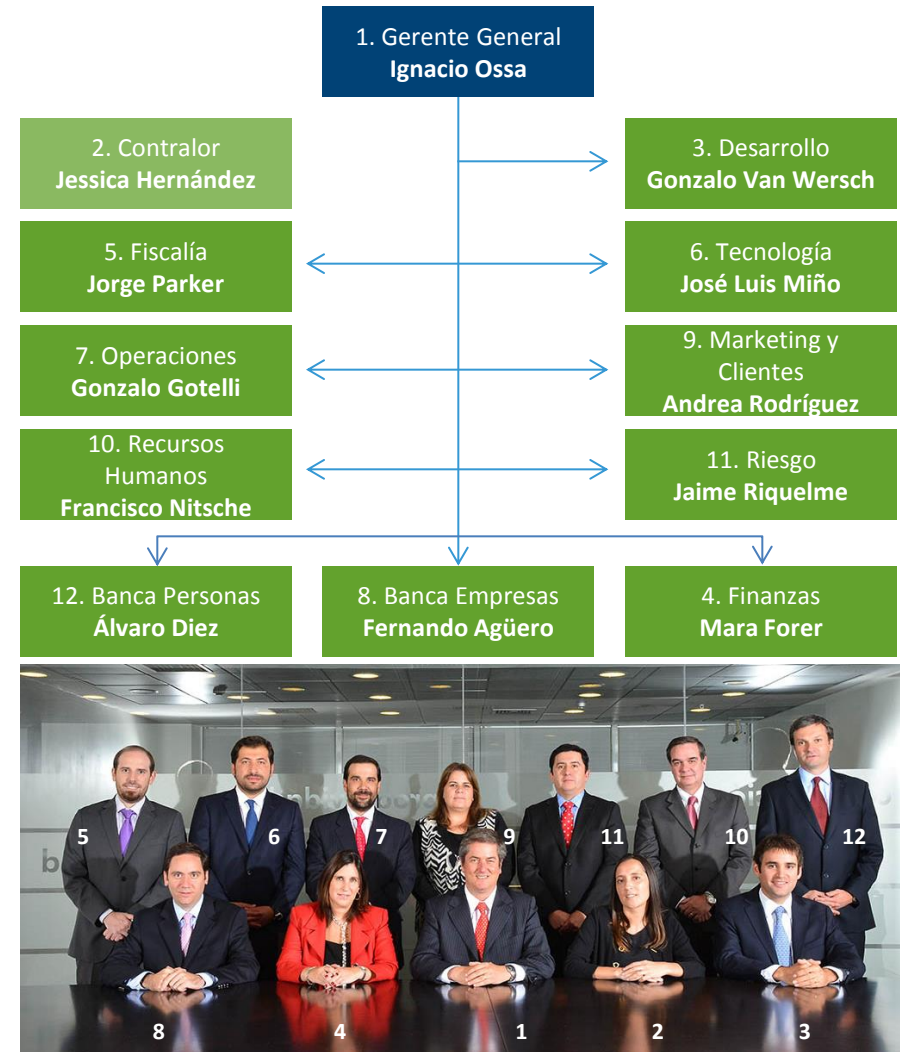 1. Gerente General
Ignacio Ossa
2. Contralor
Jessica Hernández
3. Desarrollo
Gonzalo Van Wersch
5. Fiscalía
Jorge Parker
6. Tecnología
José Luis Miño
7. Operaciones
Gonzalo Gotelli
9. Marketing y
Clientes
Andrea Rodríguez
10. Recursos
Humanos
Francisco Nitsche
11. Riesgo
Jaime Riquelme
12. Banca Personas
Álvaro Diez
8. Banca Empresas
Fernando Agüero
4. Finanzas
Mara Forer
5 6 7 9 11 10 12
8 4 1 2 3